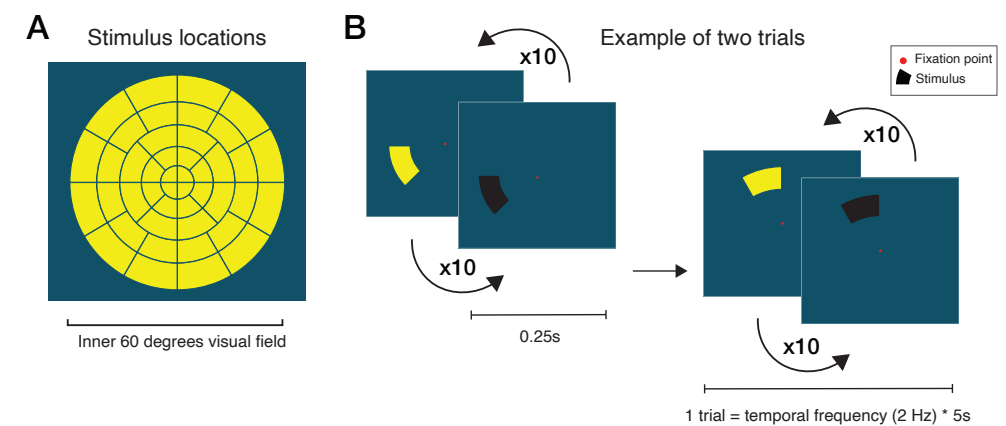 A
Stimulus locations
Inner 60 degrees visual field
B
Example of two trials
x10
x10
0.25s
Fixation point
Stimulus
x10
x10
1 trial = temporal frequency (2 Hz) * 5s